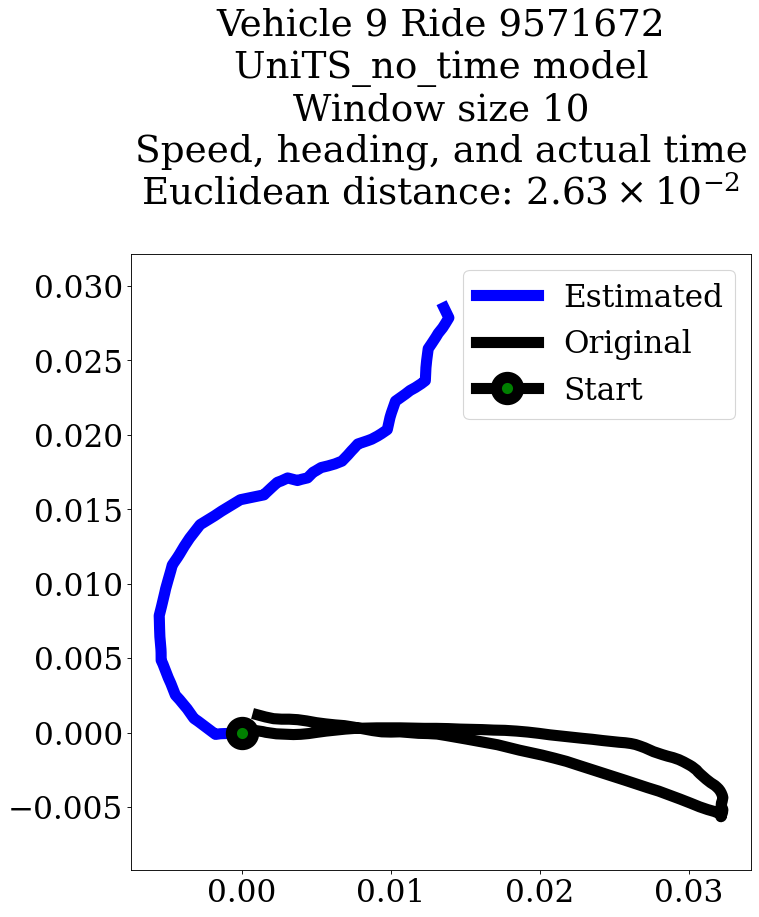 Vehicle 9 Ride 9571672
UniTS_no_time model
Window size 10
Speed, heading, and actual time
Euclidean distance: 2.63 × 10⁻²
Estimated
Original
Start
0.030
0.025
0.020
0.015
0.010
0.005
0.000
−0.005
0.00 0.01 0.02 0.03